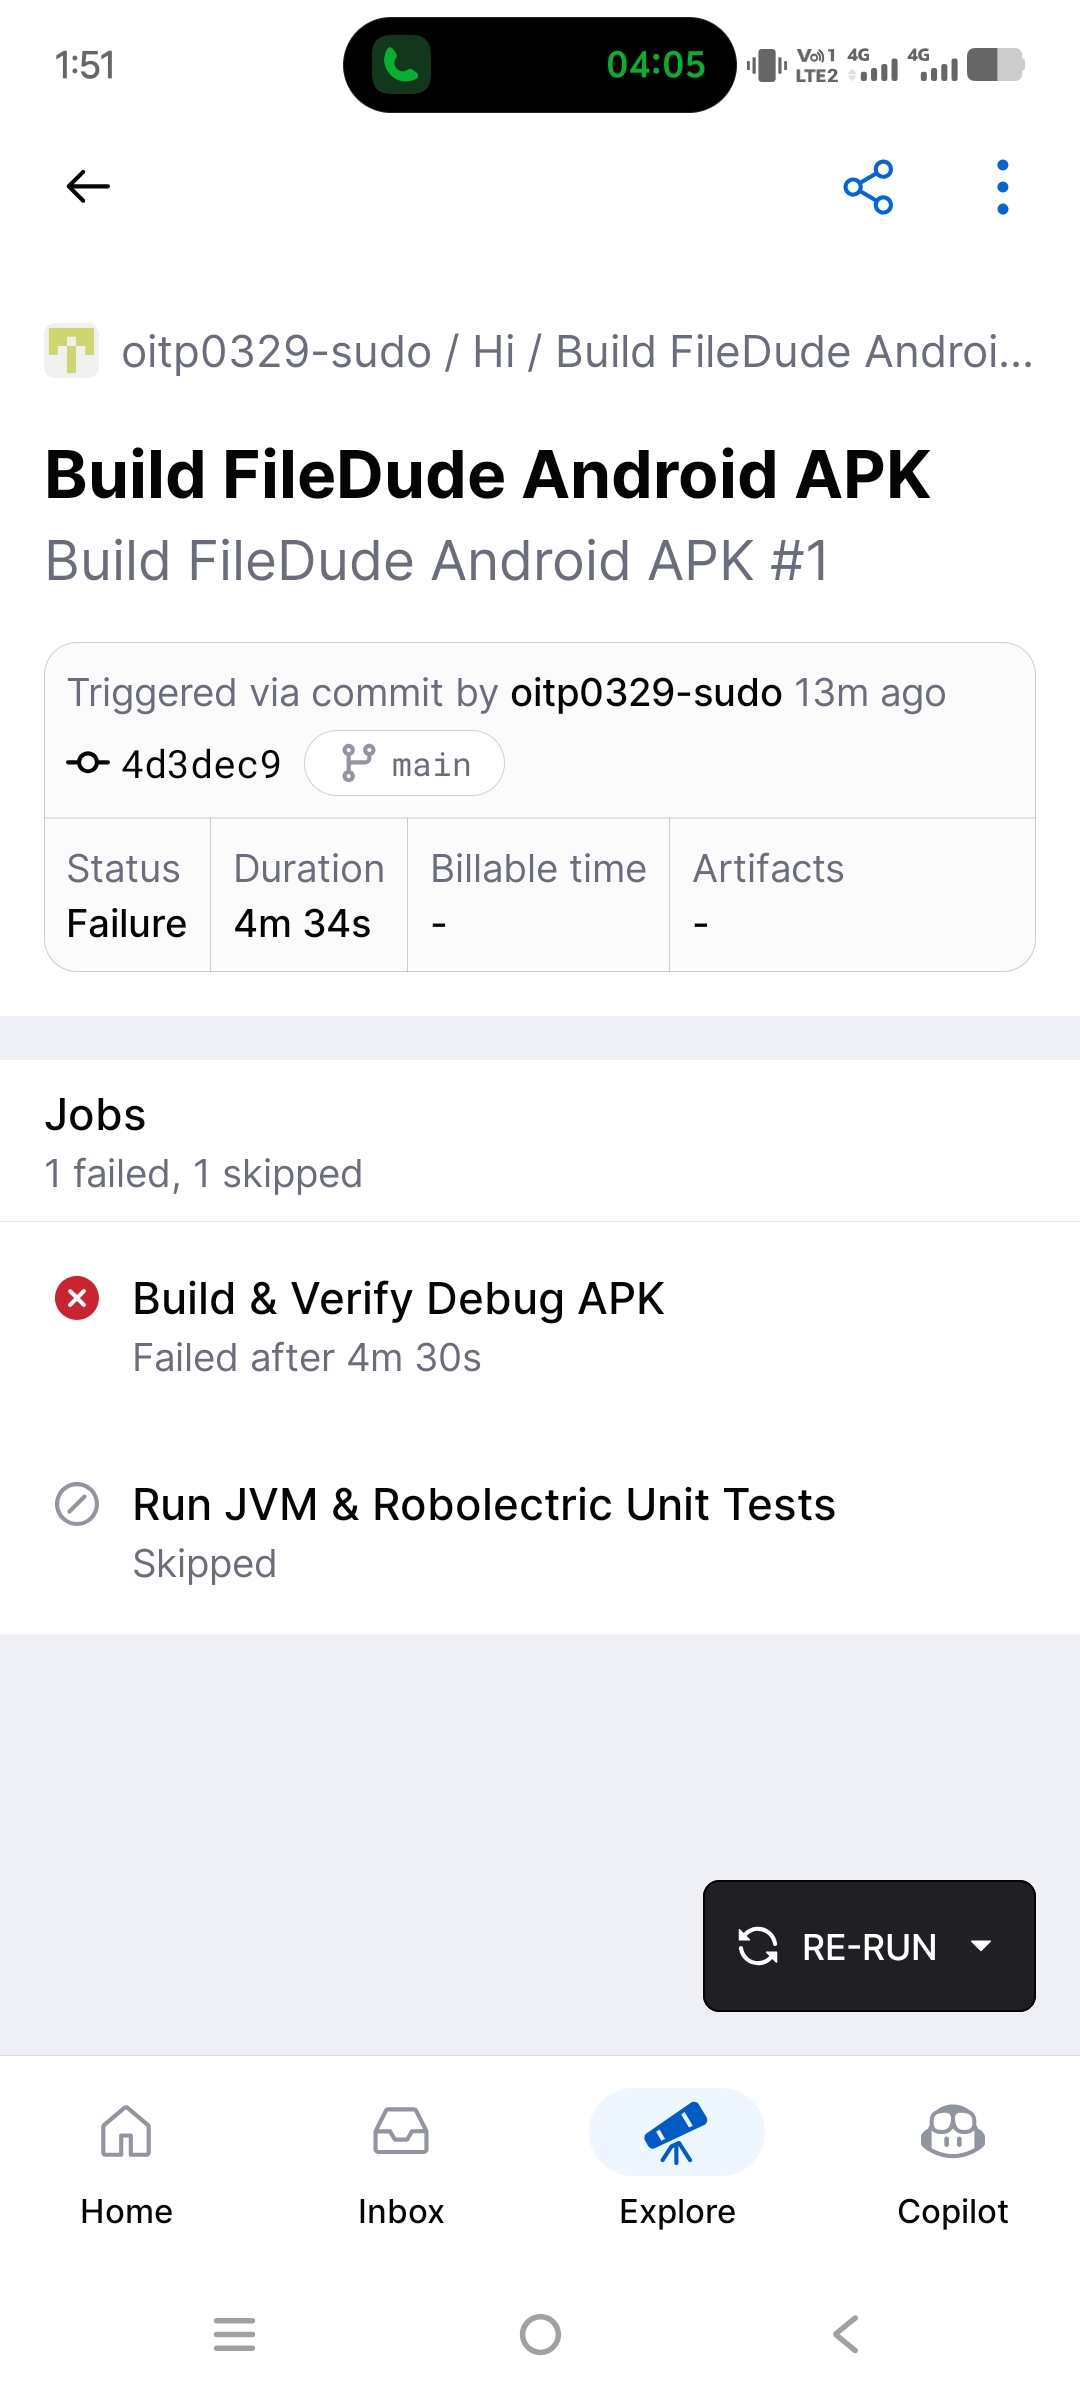 1:51
04:05
Vo)) 1
LTE2
4G
4G
oitp0329-sudo / Hi / Build FileDude Androi...
Build FileDude Android APK
Build FileDude Android APK #1
Triggered via commit by oitp0329-sudo 13m ago
4d3dec9
main
Status
Failure
Duration
4m 34s
Billable time
-
Artifacts
-
Jobs
1 failed, 1 skipped
Build & Verify Debug APK
Failed after 4m 30s
Run JVM & Robolectric Unit Tests
Skipped
RE-RUN
Home
Inbox
Explore
Copilot